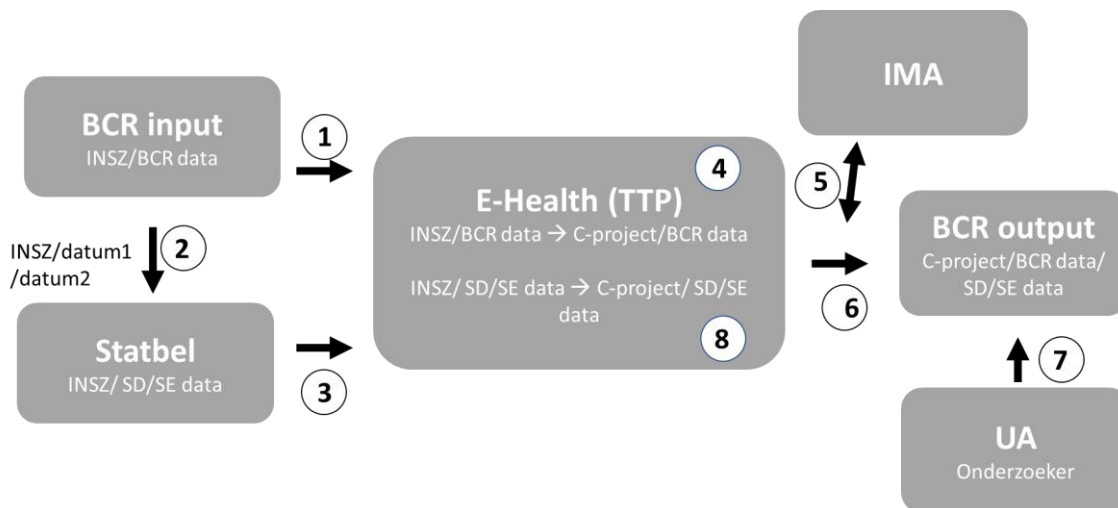 BCR input
INSZ/BCR data
1
INSZ/datum1
/datum2
2
Statbel
INSZ/ SD/SE data
3
4
E-Health (TTP)
INSZ/BCR data → C-project/BCR data
INSZ/ SD/SE data → C-project/ SD/SE
data
8
IMA
5
6
BCR output
C-project/BCR data/
SD/SE data
7
UA
Onderzoeker